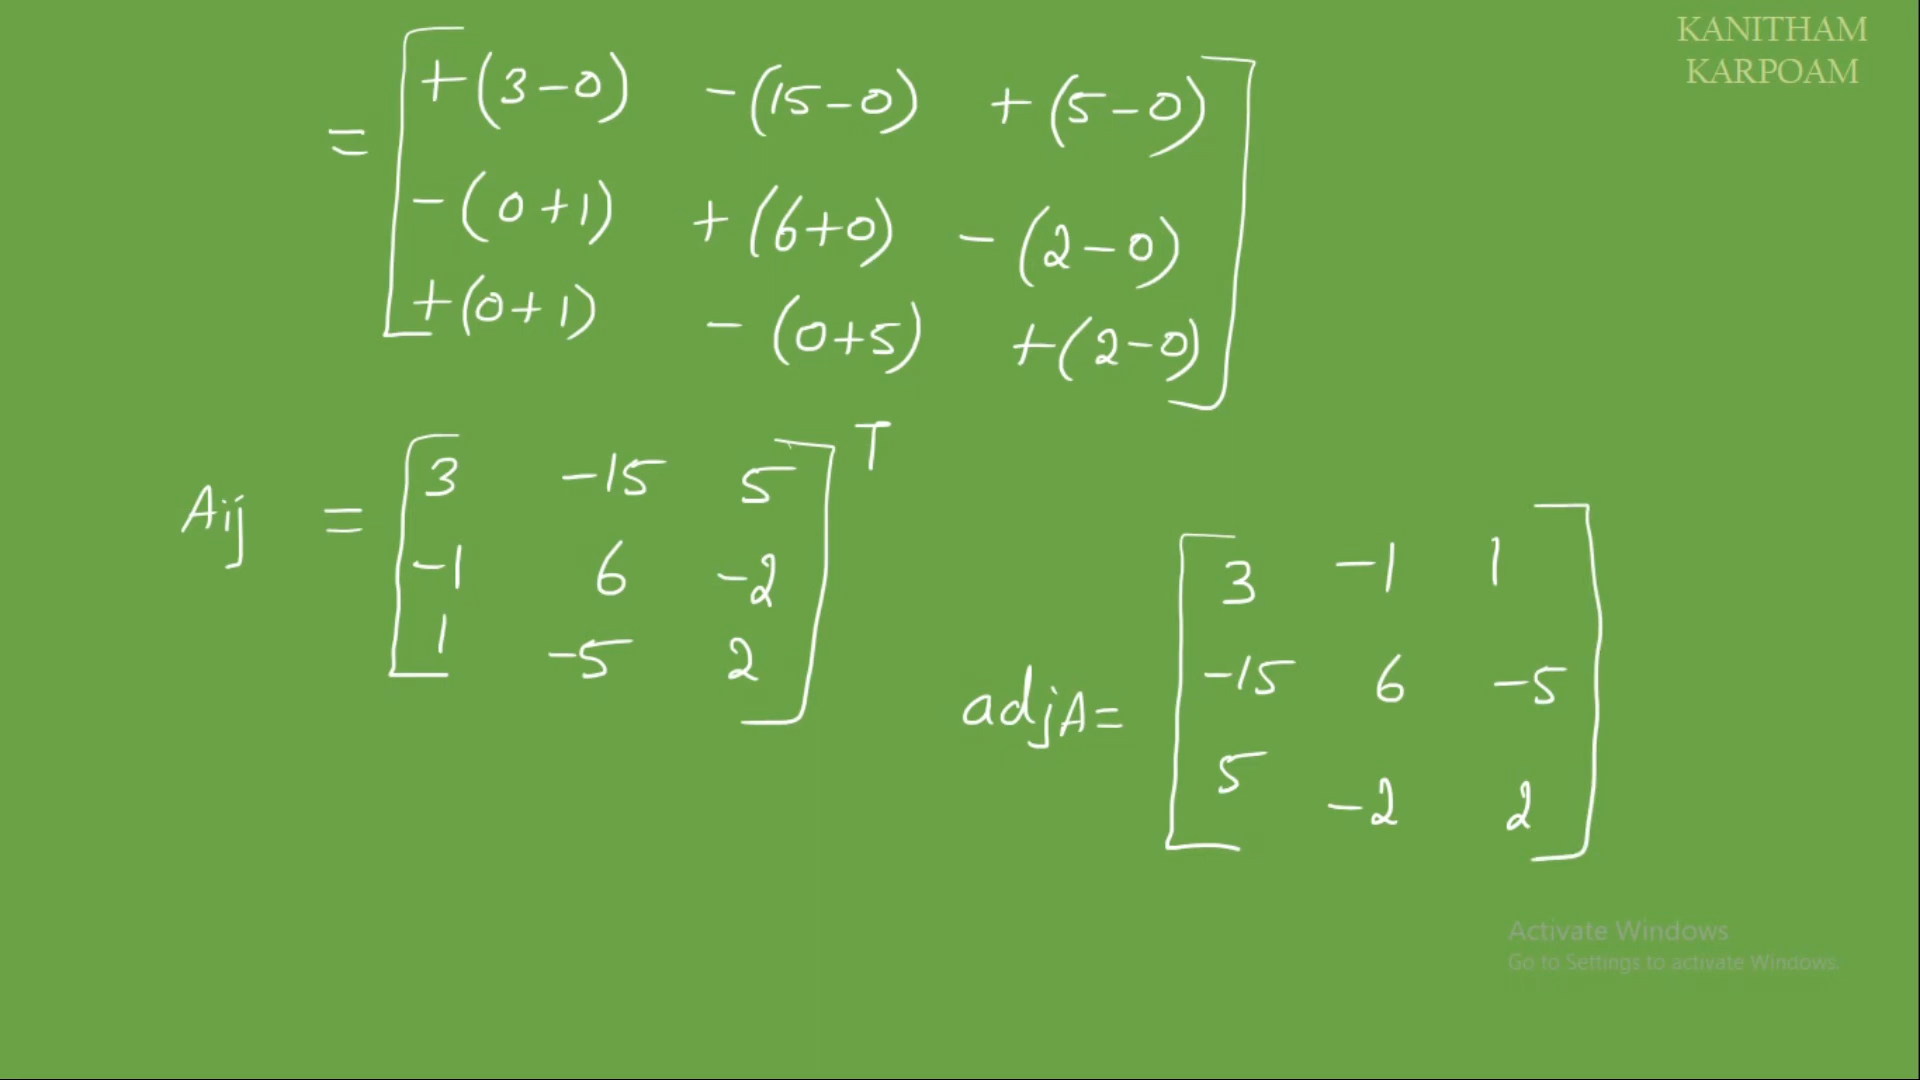 KANITHAM
KARPOAM
+(3-0) -(15-0) +(5-0)
=
-(0+1) +(6+0) -(2-0)
+(0+1) -(0+5) +(2-0)
T
3 -15 5
Aij =
-1 6 -2
1 -5 2
3 -1 1
-15 6 -5
adjA=
5 -2 2
Activate Windows
Go to Settings to activate Windows.